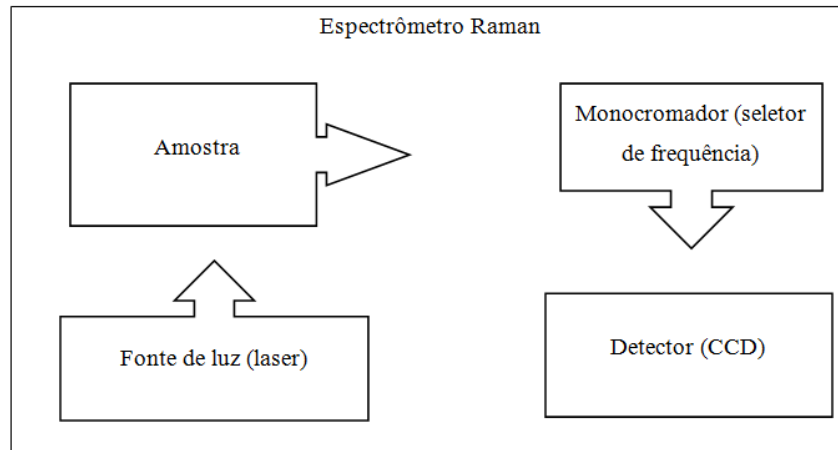 Espectrômetro Raman
Amostra
Monocromador (seletor
de frequência)
Fonte de luz (laser)
Detector (CCD)